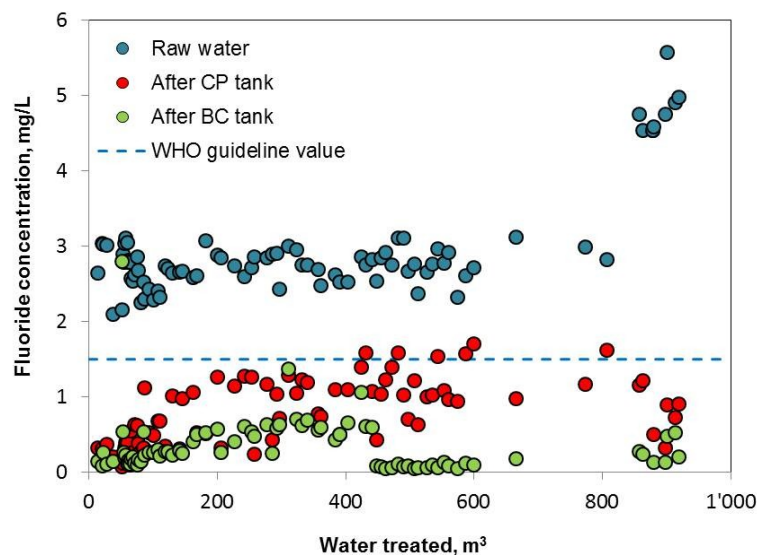 6
5
4
3
2
1
0
Fluoride concentration, mg/L
Raw water
After CP tank
After BC tank
WHO guideline value
0 200 400 600 800 1'000
Water treated, m³